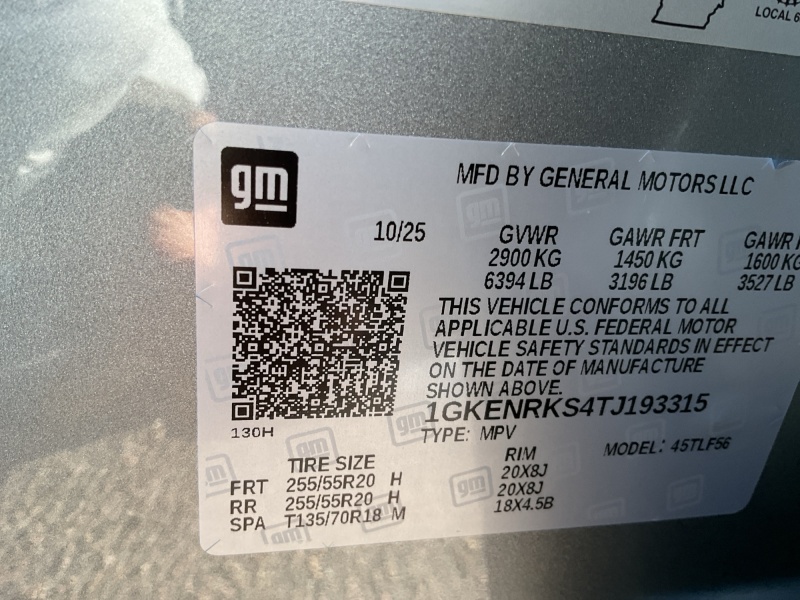 LOCAL 6
gm
MFD BY GENERAL MOTORS LLC
10/25
GVWR GAWR FRT GAWR
2900 KG 1450 KG 1600 KG
6394 LB 3196 LB 3527 LB
THIS VEHICLE CONFORMS TO ALL
APPLICABLE U.S. FEDERAL MOTOR
VEHICLE SAFETY STANDARDS IN EFFECT
ON THE DATE OF MANUFACTURE
SHOWN ABOVE.
1GKENRKS4TJ193315
130H
TYPE: MPV MODEL: 45TLF56
TIRE SIZE RIM
FRT 255/55R20 H 20X8J
RR 255/55R20 H 20X8J
SPA T135/70R18 M 18X4.5B